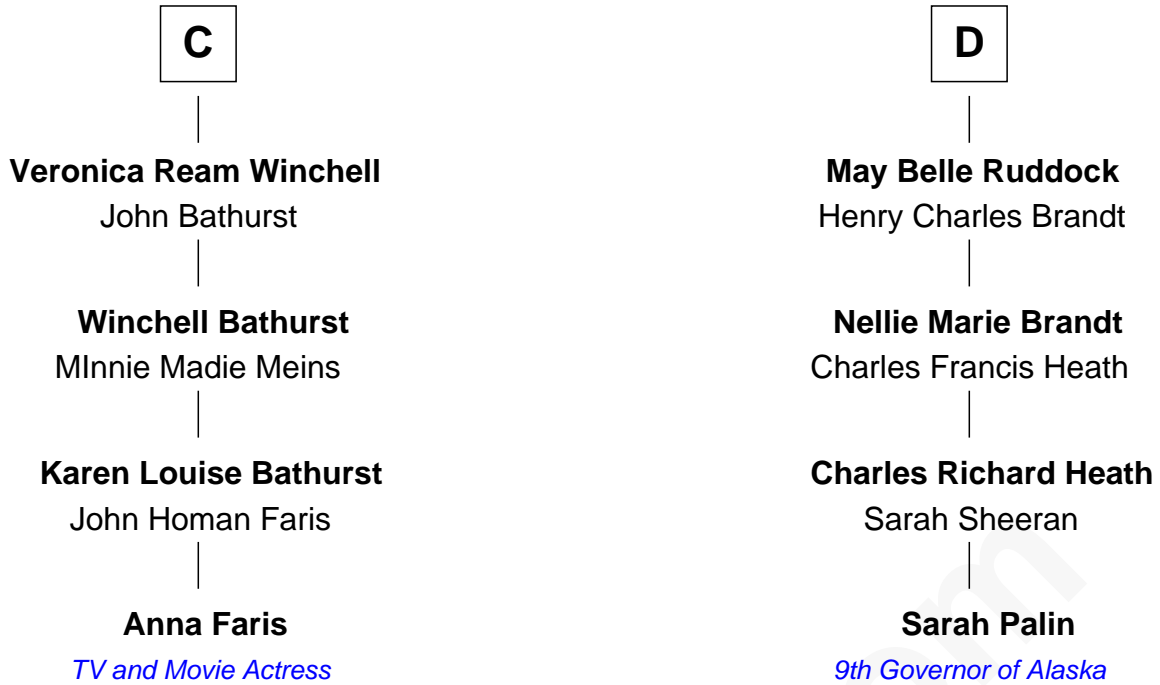 C
D
Veronica Ream Winchell
John Bathurst
May Belle Ruddock
Henry Charles Brandt
Winchell Bathurst
MInnie Madie Meins
Nellie Marie Brandt
Charles Francis Heath
Karen Louise Bathurst
John Homan Faris
Charles Richard Heath
Sarah Sheeran
Anna Faris
TV and Movie Actress
Sarah Palin
9th Governor of Alaska